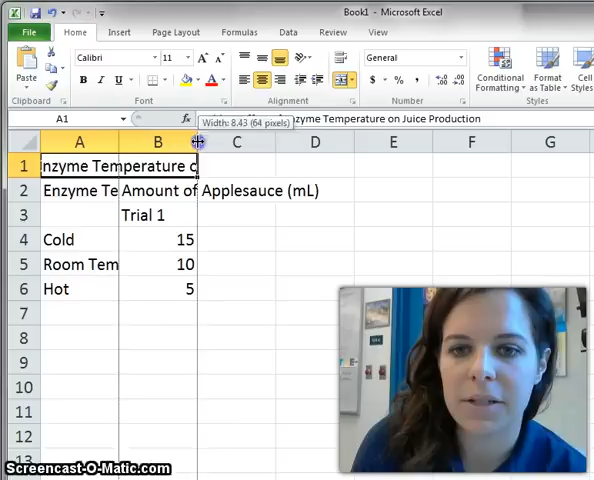 Book1 - Microsoft Excel
File Home Insert Page Layout Formulas Data Review View
Calibri 11 General
Paste
B I U $ % , Conditional Formatting Format as Table Cell Styles
Clipboard Font Alignment Number Styles
A1 fx nzyme Temperature on Juice Production
Width: 8.43 (64 pixels)
A B C D E F G
1 nzyme Temperature o
2 Enzyme Te Amount of Applesauce (mL)
3 Trial 1
4 Cold 15
5 Room Tem 10
6 Hot 5
7
8
9
10
11
12
13
Screencast-O-Matic.com